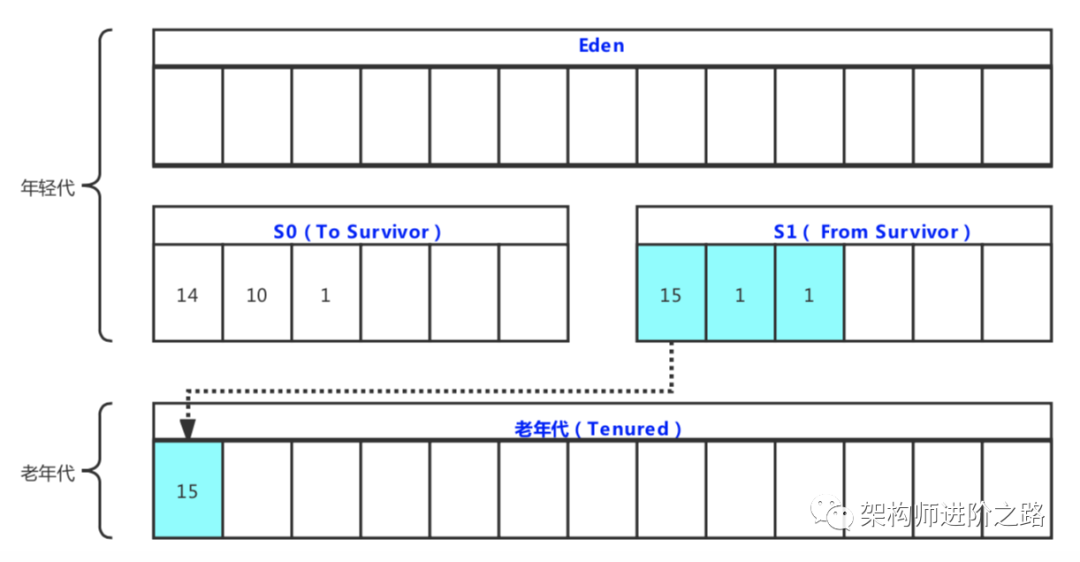 Eden
年轻代
S0（To Survivor）
S1（ From Survivor）
14 10 1
15 1 1
老年代（Tenured）
老年代
15
架构师进阶之路